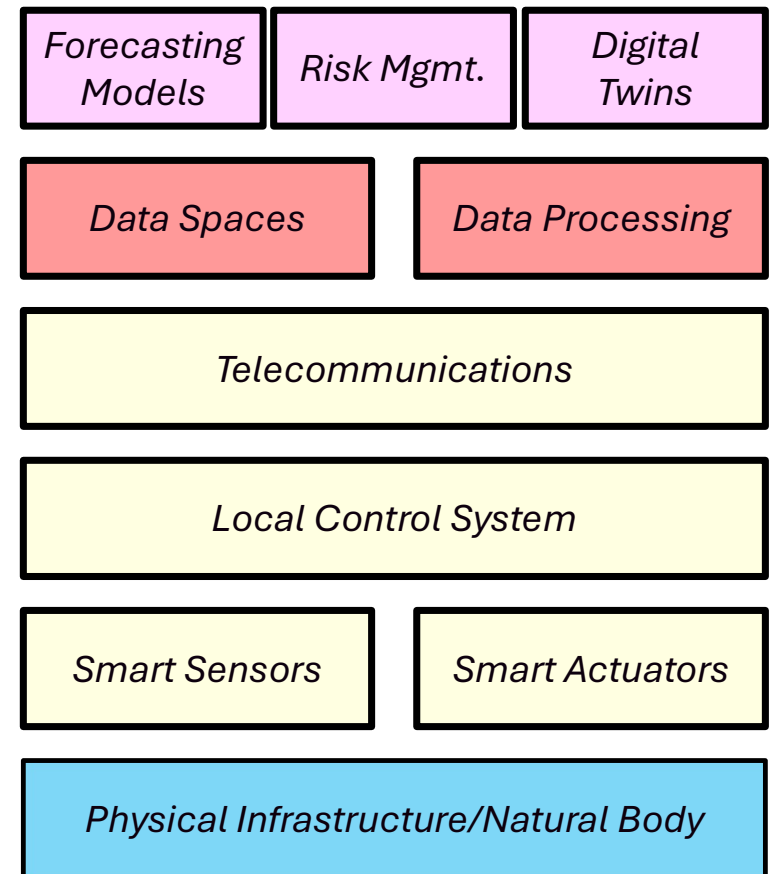 Forecasting
Models
Risk Mgmt.
Digital
Twins
Data Spaces
Data Processing
Telecommunications
Local Control System
Smart Sensors
Smart Actuators
Physical Infrastructure/Natural Body